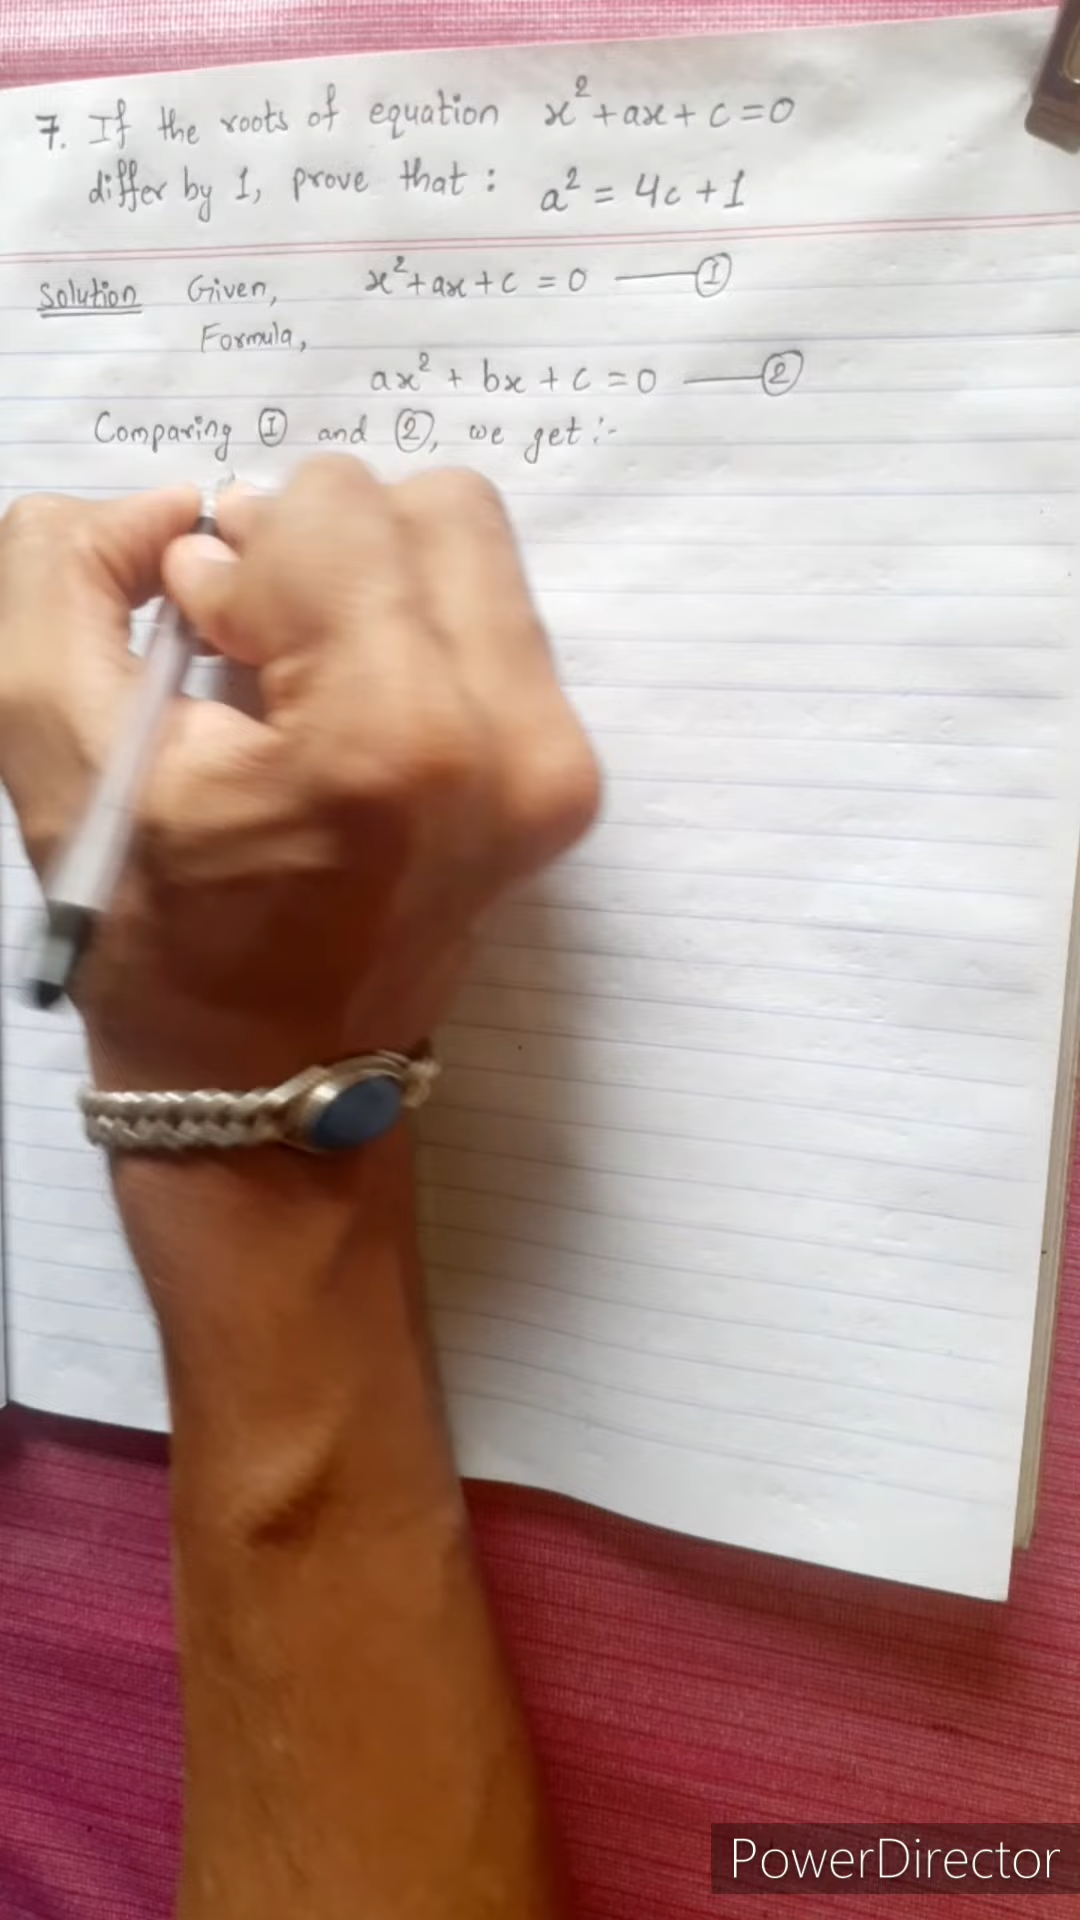 7. If the roots of equation x²+ax+c=0
differ by 1, prove that : a² = 4c+1
Solution Given, x²+ax+c = 0 —①
Formula,
ax² + bx + c = 0 —②
Comparing ① and ②, we get :-
PowerDirector